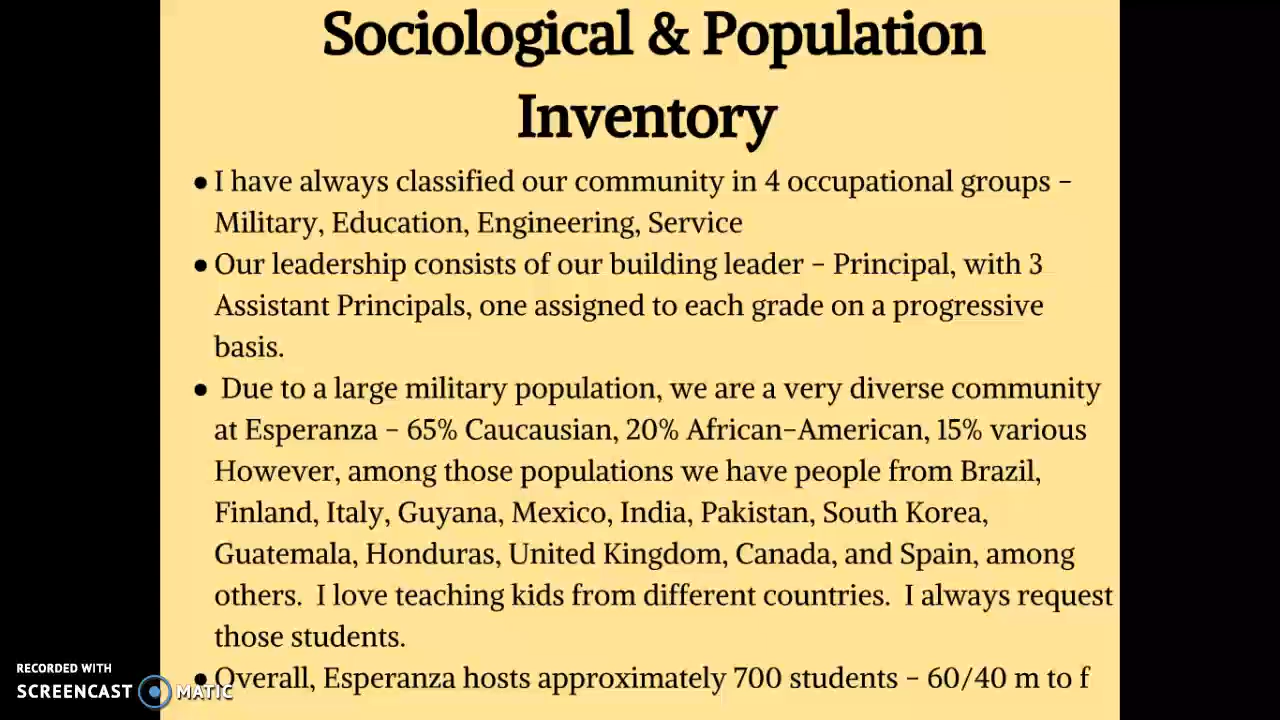 Sociological & Population
Inventory
● I have always classified our community in 4 occupational groups -
Military, Education, Engineering, Service
● Our leadership consists of our building leader - Principal, with 3
Assistant Principals, one assigned to each grade on a progressive
basis.
● Due to a large military population, we are a very diverse community
at Esperanza - 65% Caucausian, 20% African-American, 15% various
However, among those populations we have people from Brazil,
Finland, Italy, Guyana, Mexico, India, Pakistan, South Korea,
Guatemala, Honduras, United Kingdom, Canada, and Spain, among
others. I love teaching kids from different countries. I always request
those students.
● Overall, Esperanza hosts approximately 700 students - 60/40 m to f
RECORDED WITH
SCREENCAST MATIC